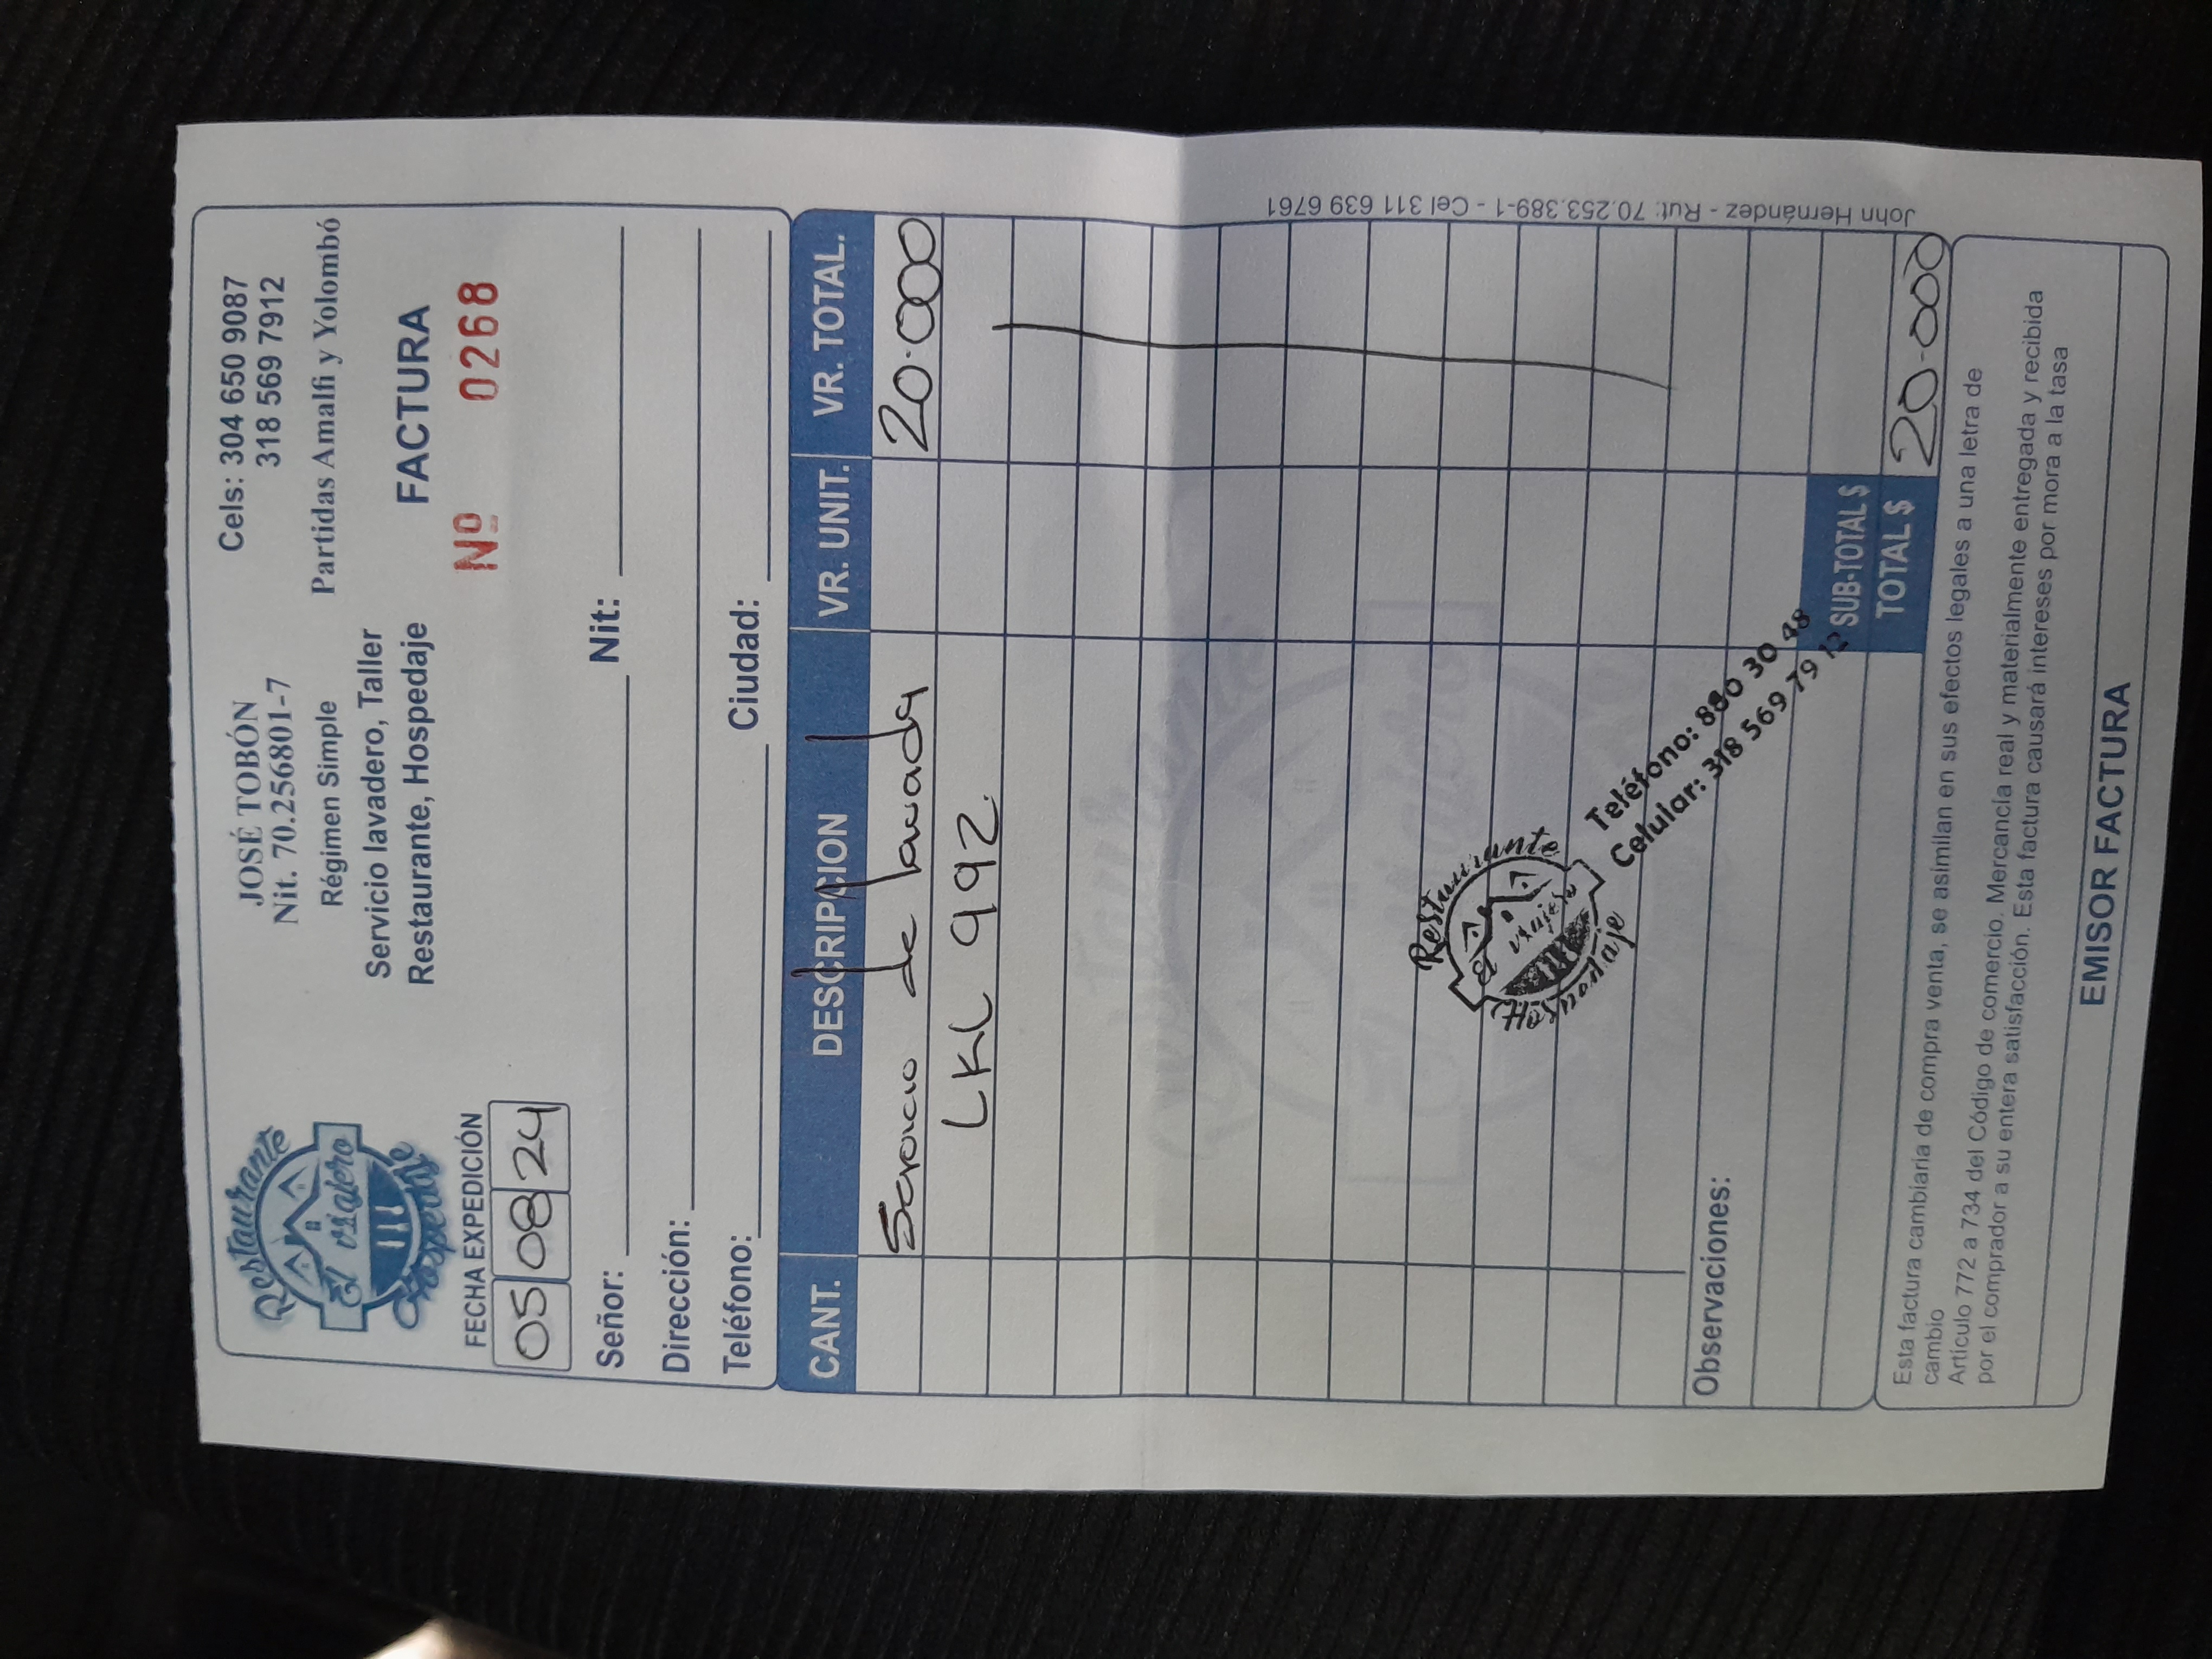 Restaurante
El viajero
Hospedaje
JOSÉ TOBÓN
Nit. 70.256801-7
Régimen Simple
Servicio lavadero, Taller
Restaurante, Hospedaje
Cels: 304 650 9087
318 569 7912
Partidas Amalfi y Yolombó
FACTURA
Nº 0268
FECHA EXPEDICIÓN
05 08 24
Señor: Nit:
Dirección:
Teléfono: Ciudad:
CANT. DESCRIPCION VR. UNIT. VR. TOTAL.
Servicio de lavada 20.000
LKL 992.
Restaurante
El viajero
Hospedaje
Teléfono: 880 30 48
Celular: 318 569 79 12
Observaciones:
SUB-TOTAL $
TOTAL $ 20-000
Esta factura cambiaria de compra venta, se asimilan en sus efectos legales a una letra de
cambio
Artículo 772 a 734 del Código de comercio. Mercancía real y materialmente entregada y recibida
por el comprador a su entera satisfacción. Esta factura causará intereses por mora a la tasa
EMISOR FACTURA
John Hernández - Rut: 70.253.389-1 - Cel 311 639 6761